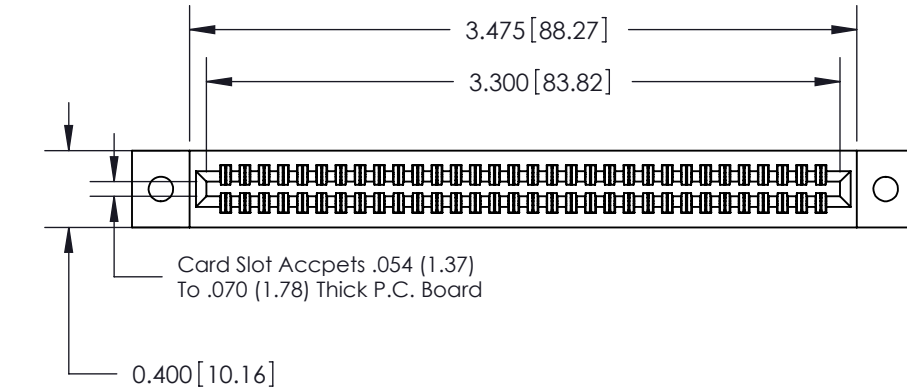 3.475[88.27]
3.300[83.82]
Card Slot Accpets .054 (1.37)
To .070 (1.78) Thick P.C. Board
0.400[10.16]